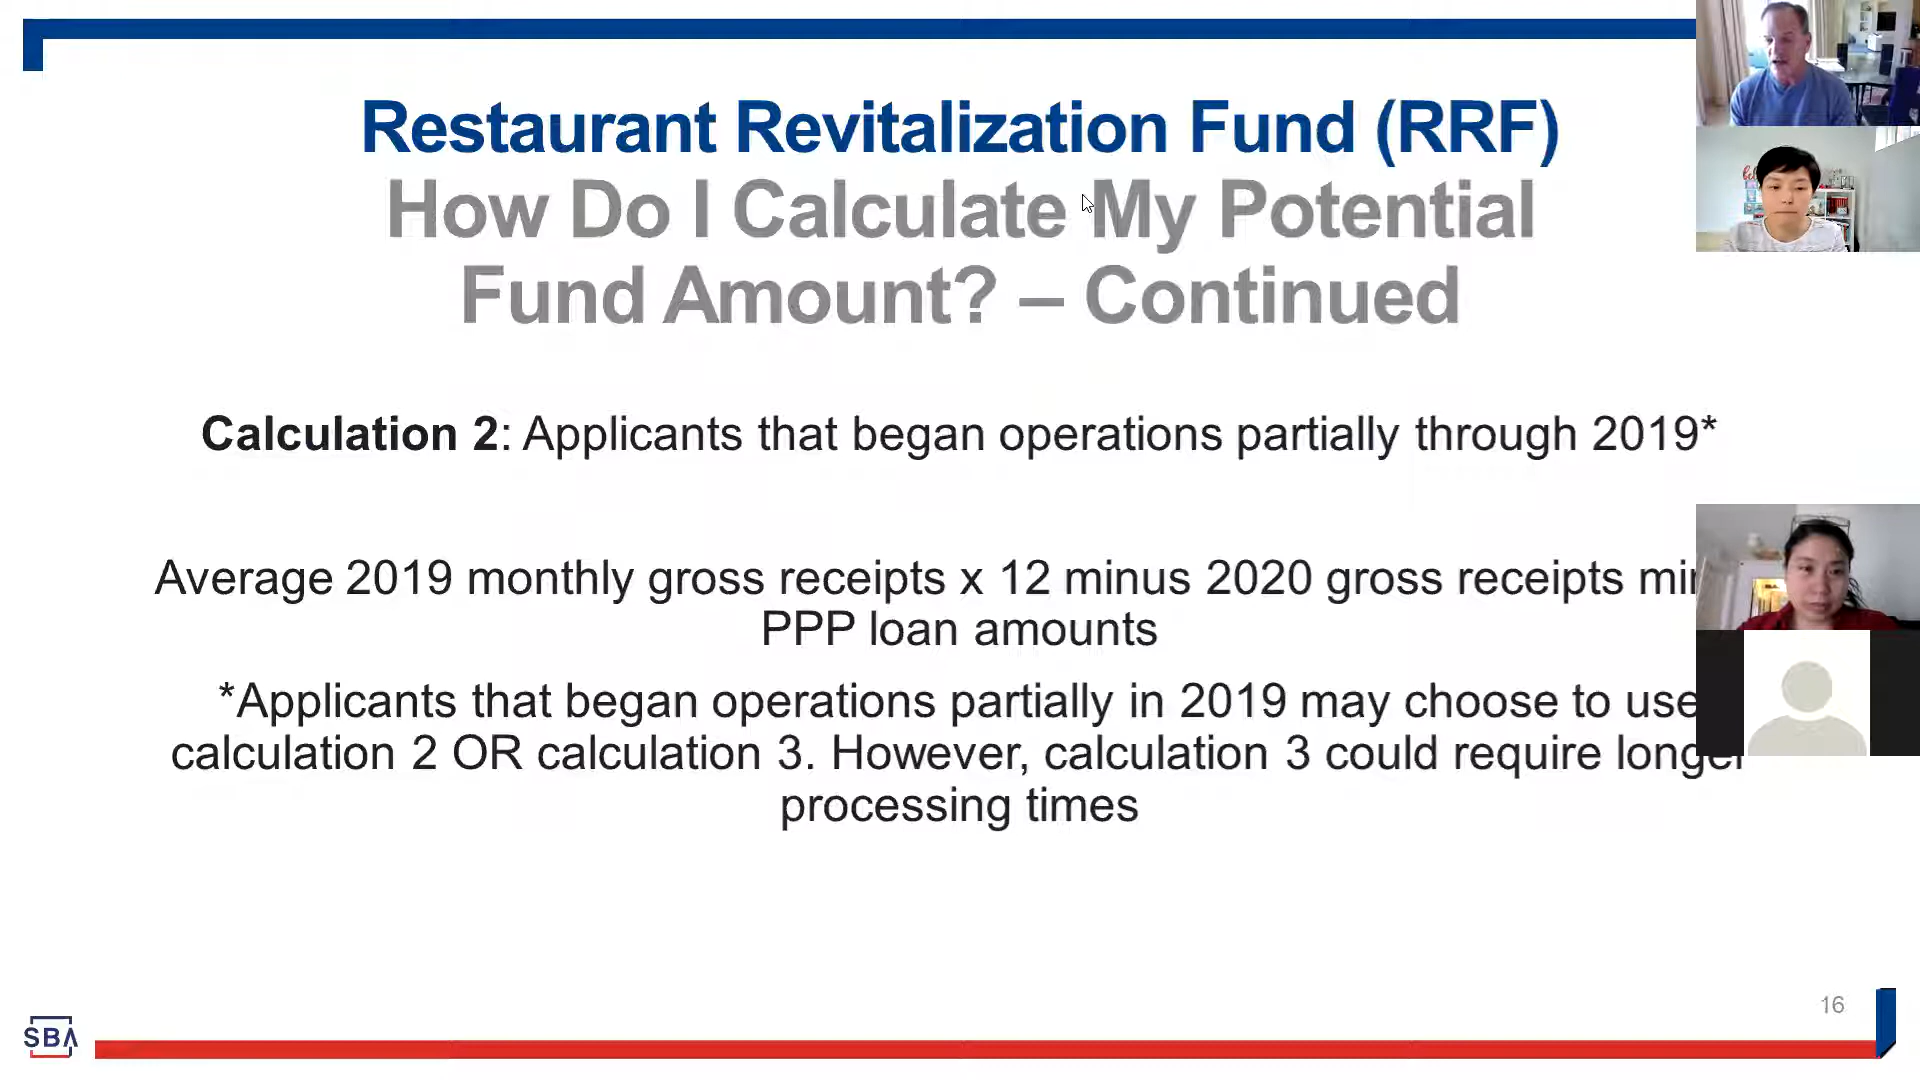 Restaurant Revitalization Fund (RRF)
How Do I Calculate My Potential
Fund Amount? – Continued
Calculation 2: Applicants that began operations partially through 2019*
Average 2019 monthly gross receipts x 12 minus 2020 gross receipts
PPP loan amounts
*Applicants that began operations partially in 2019 may choose to use
calculation 2 OR calculation 3. However, calculation 3 could require longer
processing times
16
SBA